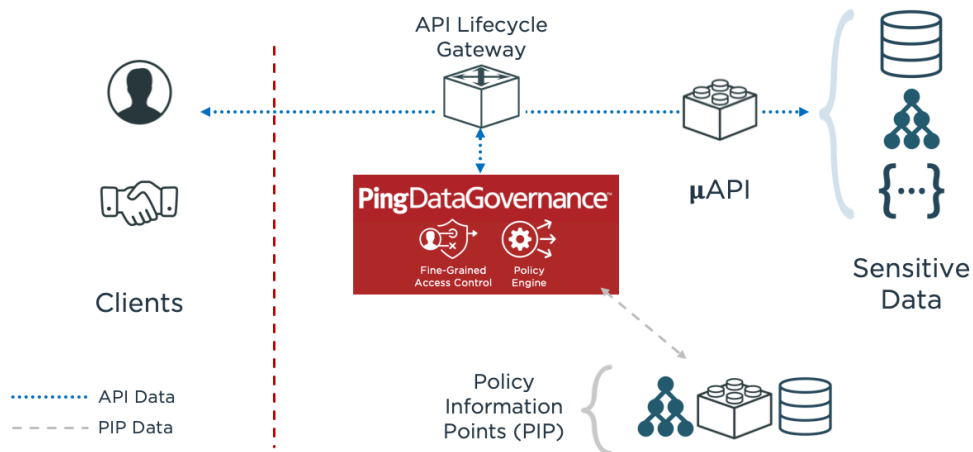 API Lifecycle
Gateway
μAPI
{...}
PingDataGovernance™
Fine-Grained
Access Control
Policy
Engine
Clients
Sensitive
Data
API Data
PIP Data
Policy
Information
Points (PIP)